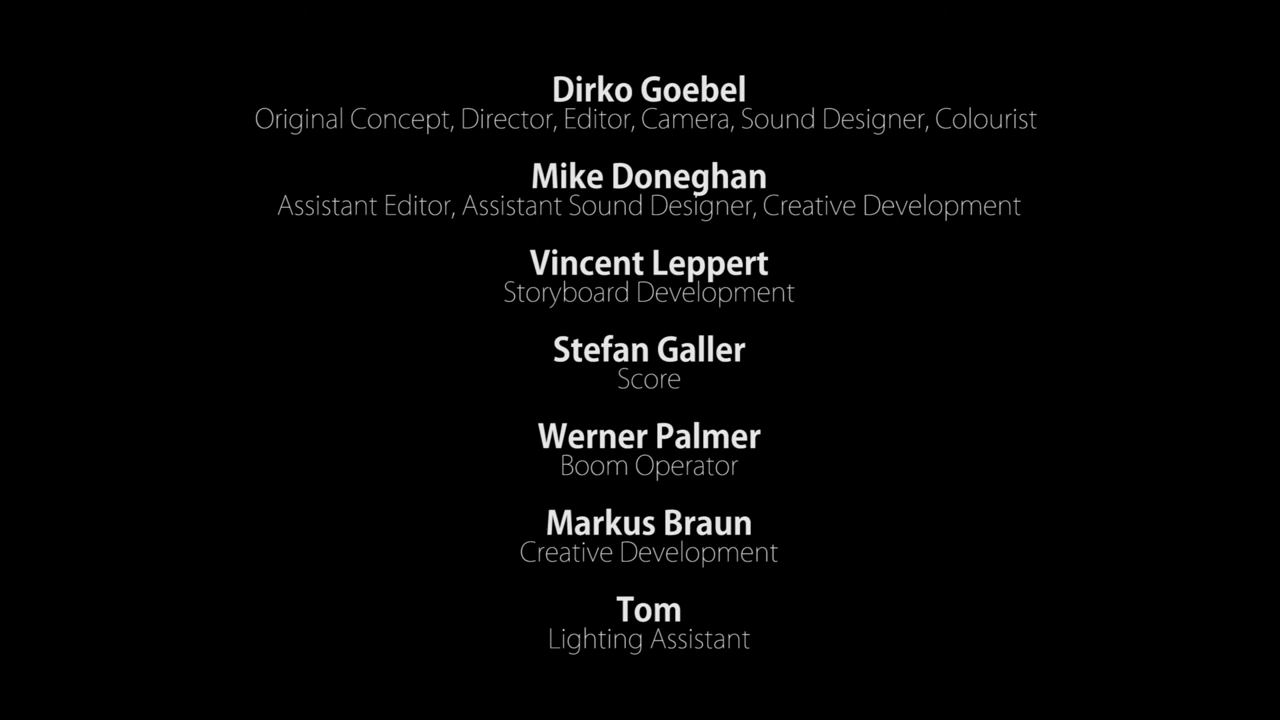 Dirko Goebel
Original Concept, Director, Editor, Camera, Sound Designer, Colourist
Mike Doneghan
Assistant Editor, Assistant Sound Designer, Creative Development
Vincent Leppert
Storyboard Development
Stefan Galler
Score
Werner Palmer
Boom Operator
Markus Braun
Creative Development
Tom
Lighting Assistant